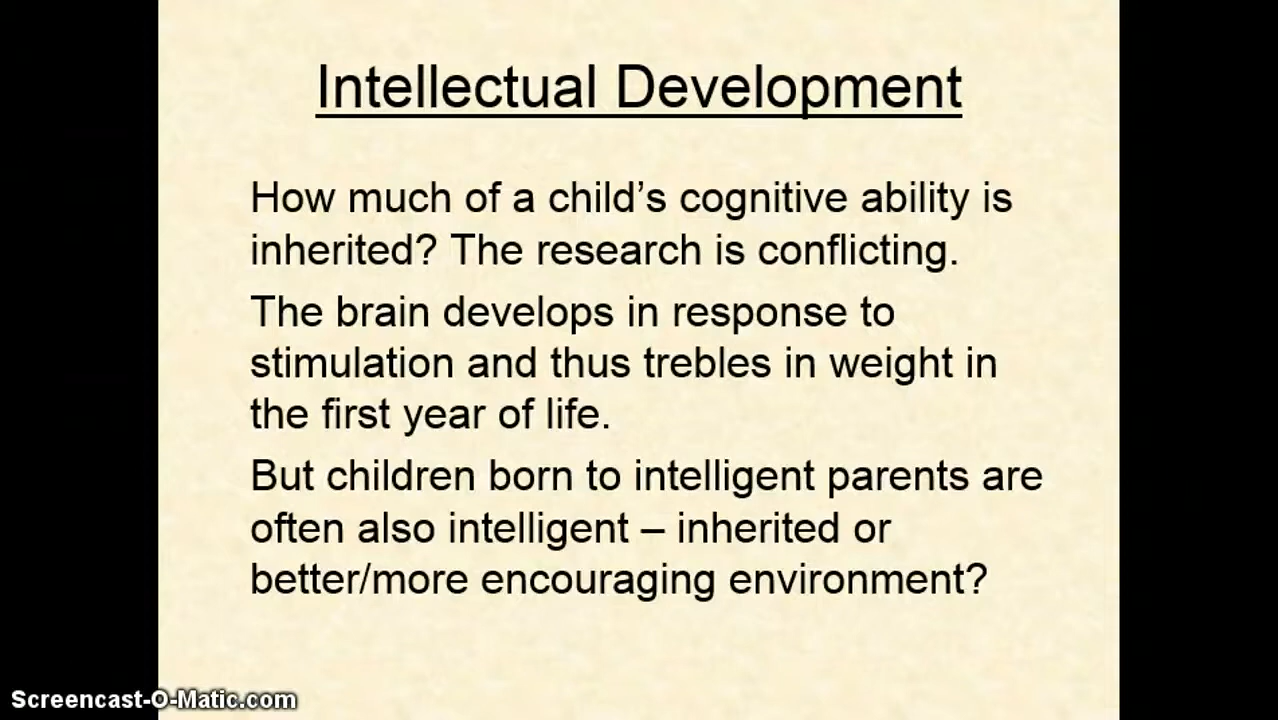 Intellectual Development
How much of a child’s cognitive ability is
inherited? The research is conflicting.
The brain develops in response to
stimulation and thus trebles in weight in
the first year of life.
But children born to intelligent parents are
often also intelligent – inherited or
better/more encouraging environment?
Screencast-O-Matic.com